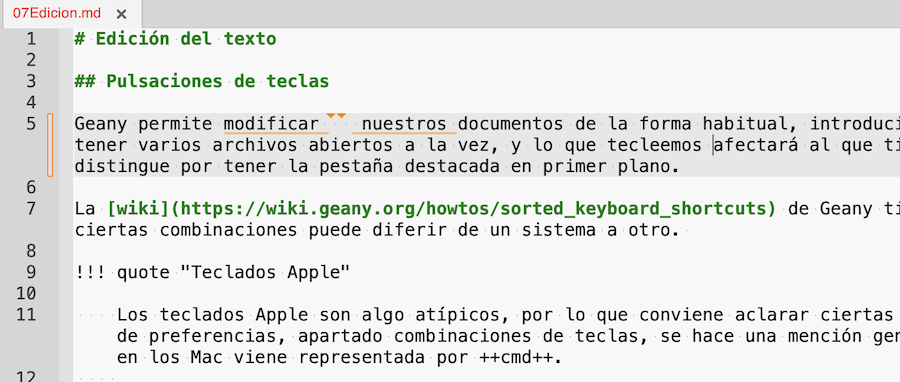 07Edicion.md ×
1 # Edición del texto
2
3 ## Pulsaciones de teclas
4
5 Geany permite modificar nuestros documentos de la forma habitual, introduci
tener varios archivos abiertos a la vez, y lo que tecleemos afectará al que ti
distingue por tener la pestaña destacada en primer plano.
6
7 La [wiki](https://wiki.geany.org/howtos/sorted_keyboard_shortcuts) de Geany ti
ciertas combinaciones puede diferir de un sistema a otro.
8
9 !!! quote "Teclados Apple"
10
11 Los teclados Apple son algo atípicos, por lo que conviene aclarar ciertas
de preferencias, apartado combinaciones de teclas, se hace una mención gen
en los Mac viene representada por ++cmd++.
12